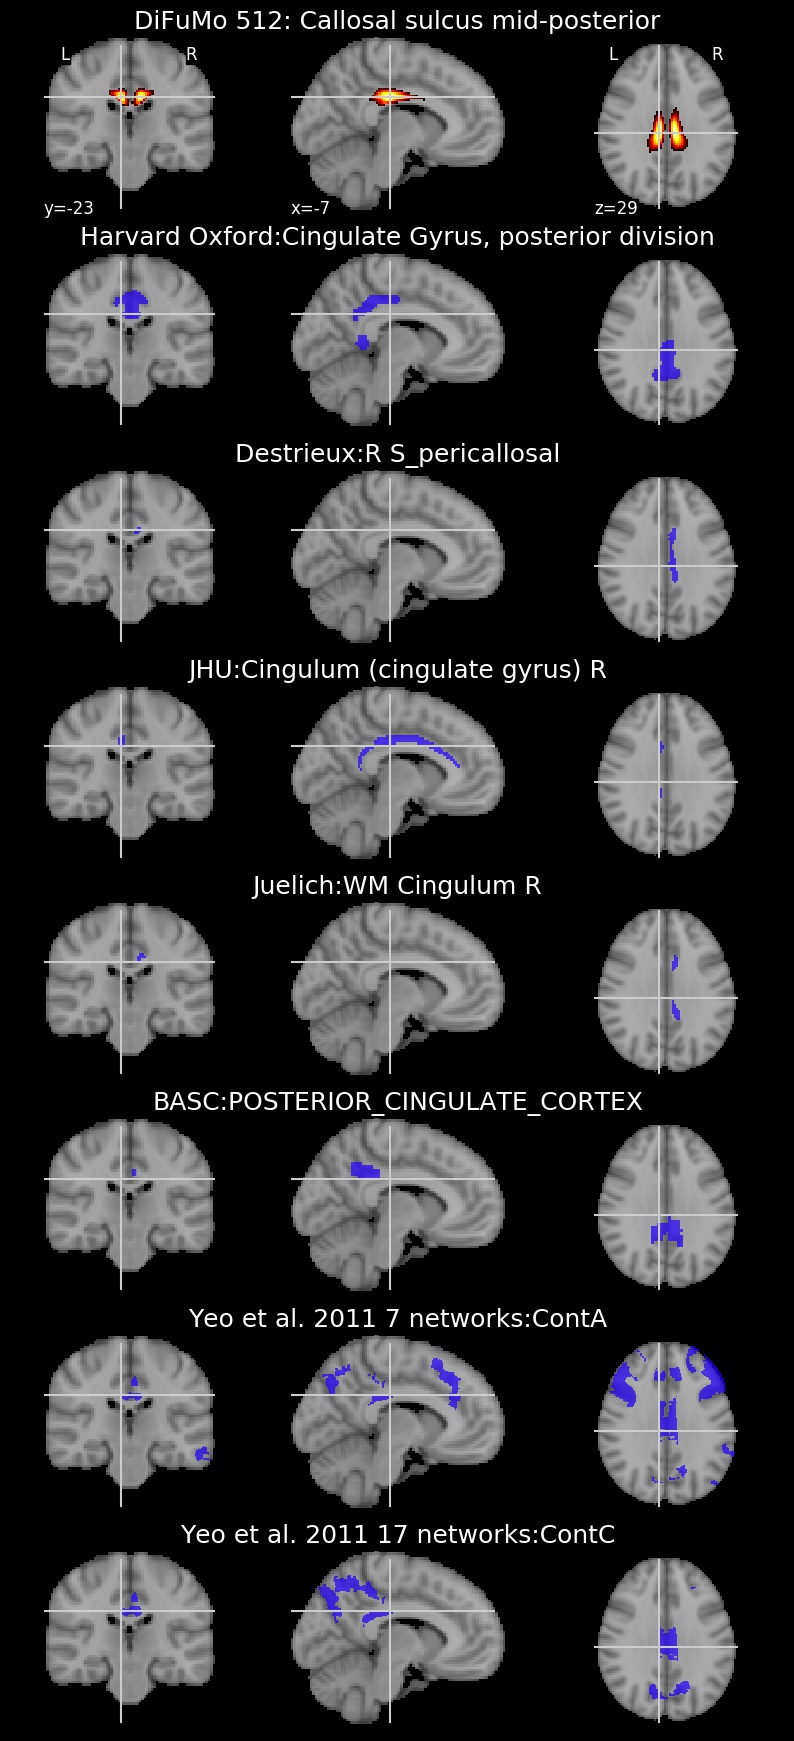 DiFuMo 512: Callosal sulcus mid-posterior
L R L R
y=-23 x=-7 z=29
Harvard Oxford:Cingulate Gyrus, posterior division
Destrieux:R S_pericallosal
JHU:Cingulum (cingulate gyrus) R
Juelich:WM Cingulum R
BASC:POSTERIOR_CINGULATE_CORTEX
Yeo et al. 2011 7 networks:ContA
Yeo et al. 2011 17 networks:ContC